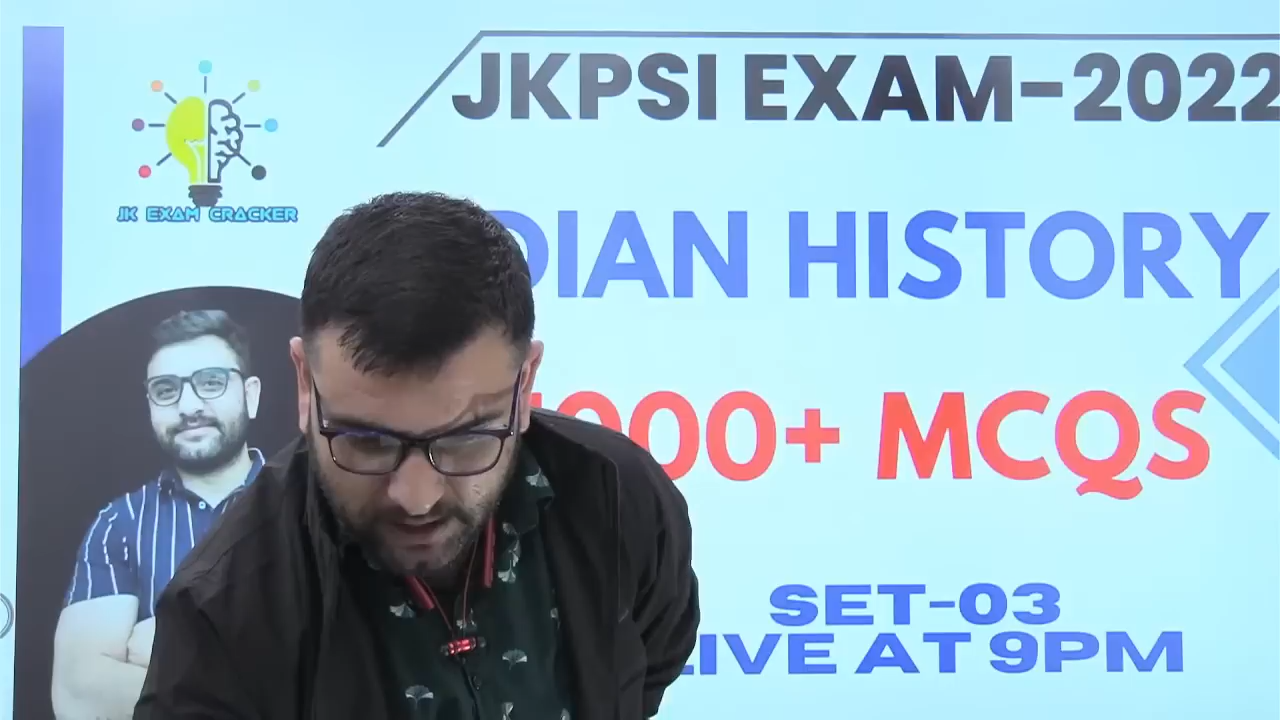 JKPSI EXAM-2022
JK EXAM CRACKER
DIAN HISTORY
000+ MCQS
SET-03
LIVE AT 9PM